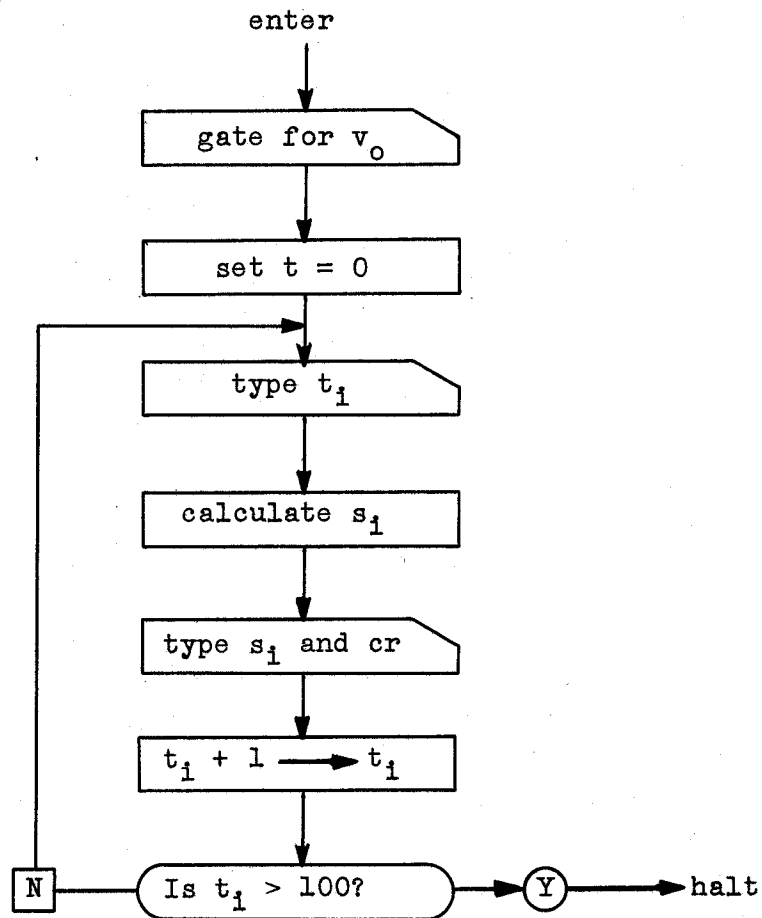 enter
gate for v₀
set t = 0
type tᵢ
calculate sᵢ
type sᵢ and cr
tᵢ + 1 ⟶ tᵢ
N
Is tᵢ > 100?
Y
halt